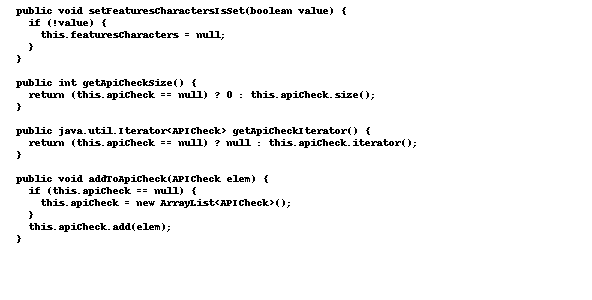 public void setFeaturesCharactersIsSet(boolean value) {
  if (!value) {
    this.featuresCharacters = null;
  }
}

public int getApiCheckSize() {
  return (this.apiCheck == null) ? 0 : this.apiCheck.size();
}

public java.util.Iterator<APICheck> getApiCheckIterator() {
  return (this.apiCheck == null) ? null : this.apiCheck.iterator();
}

public void addToApiCheck(APICheck elem) {
  if (this.apiCheck == null) {
    this.apiCheck = new ArrayList<APICheck>();
  }
  this.apiCheck.add(elem);
}